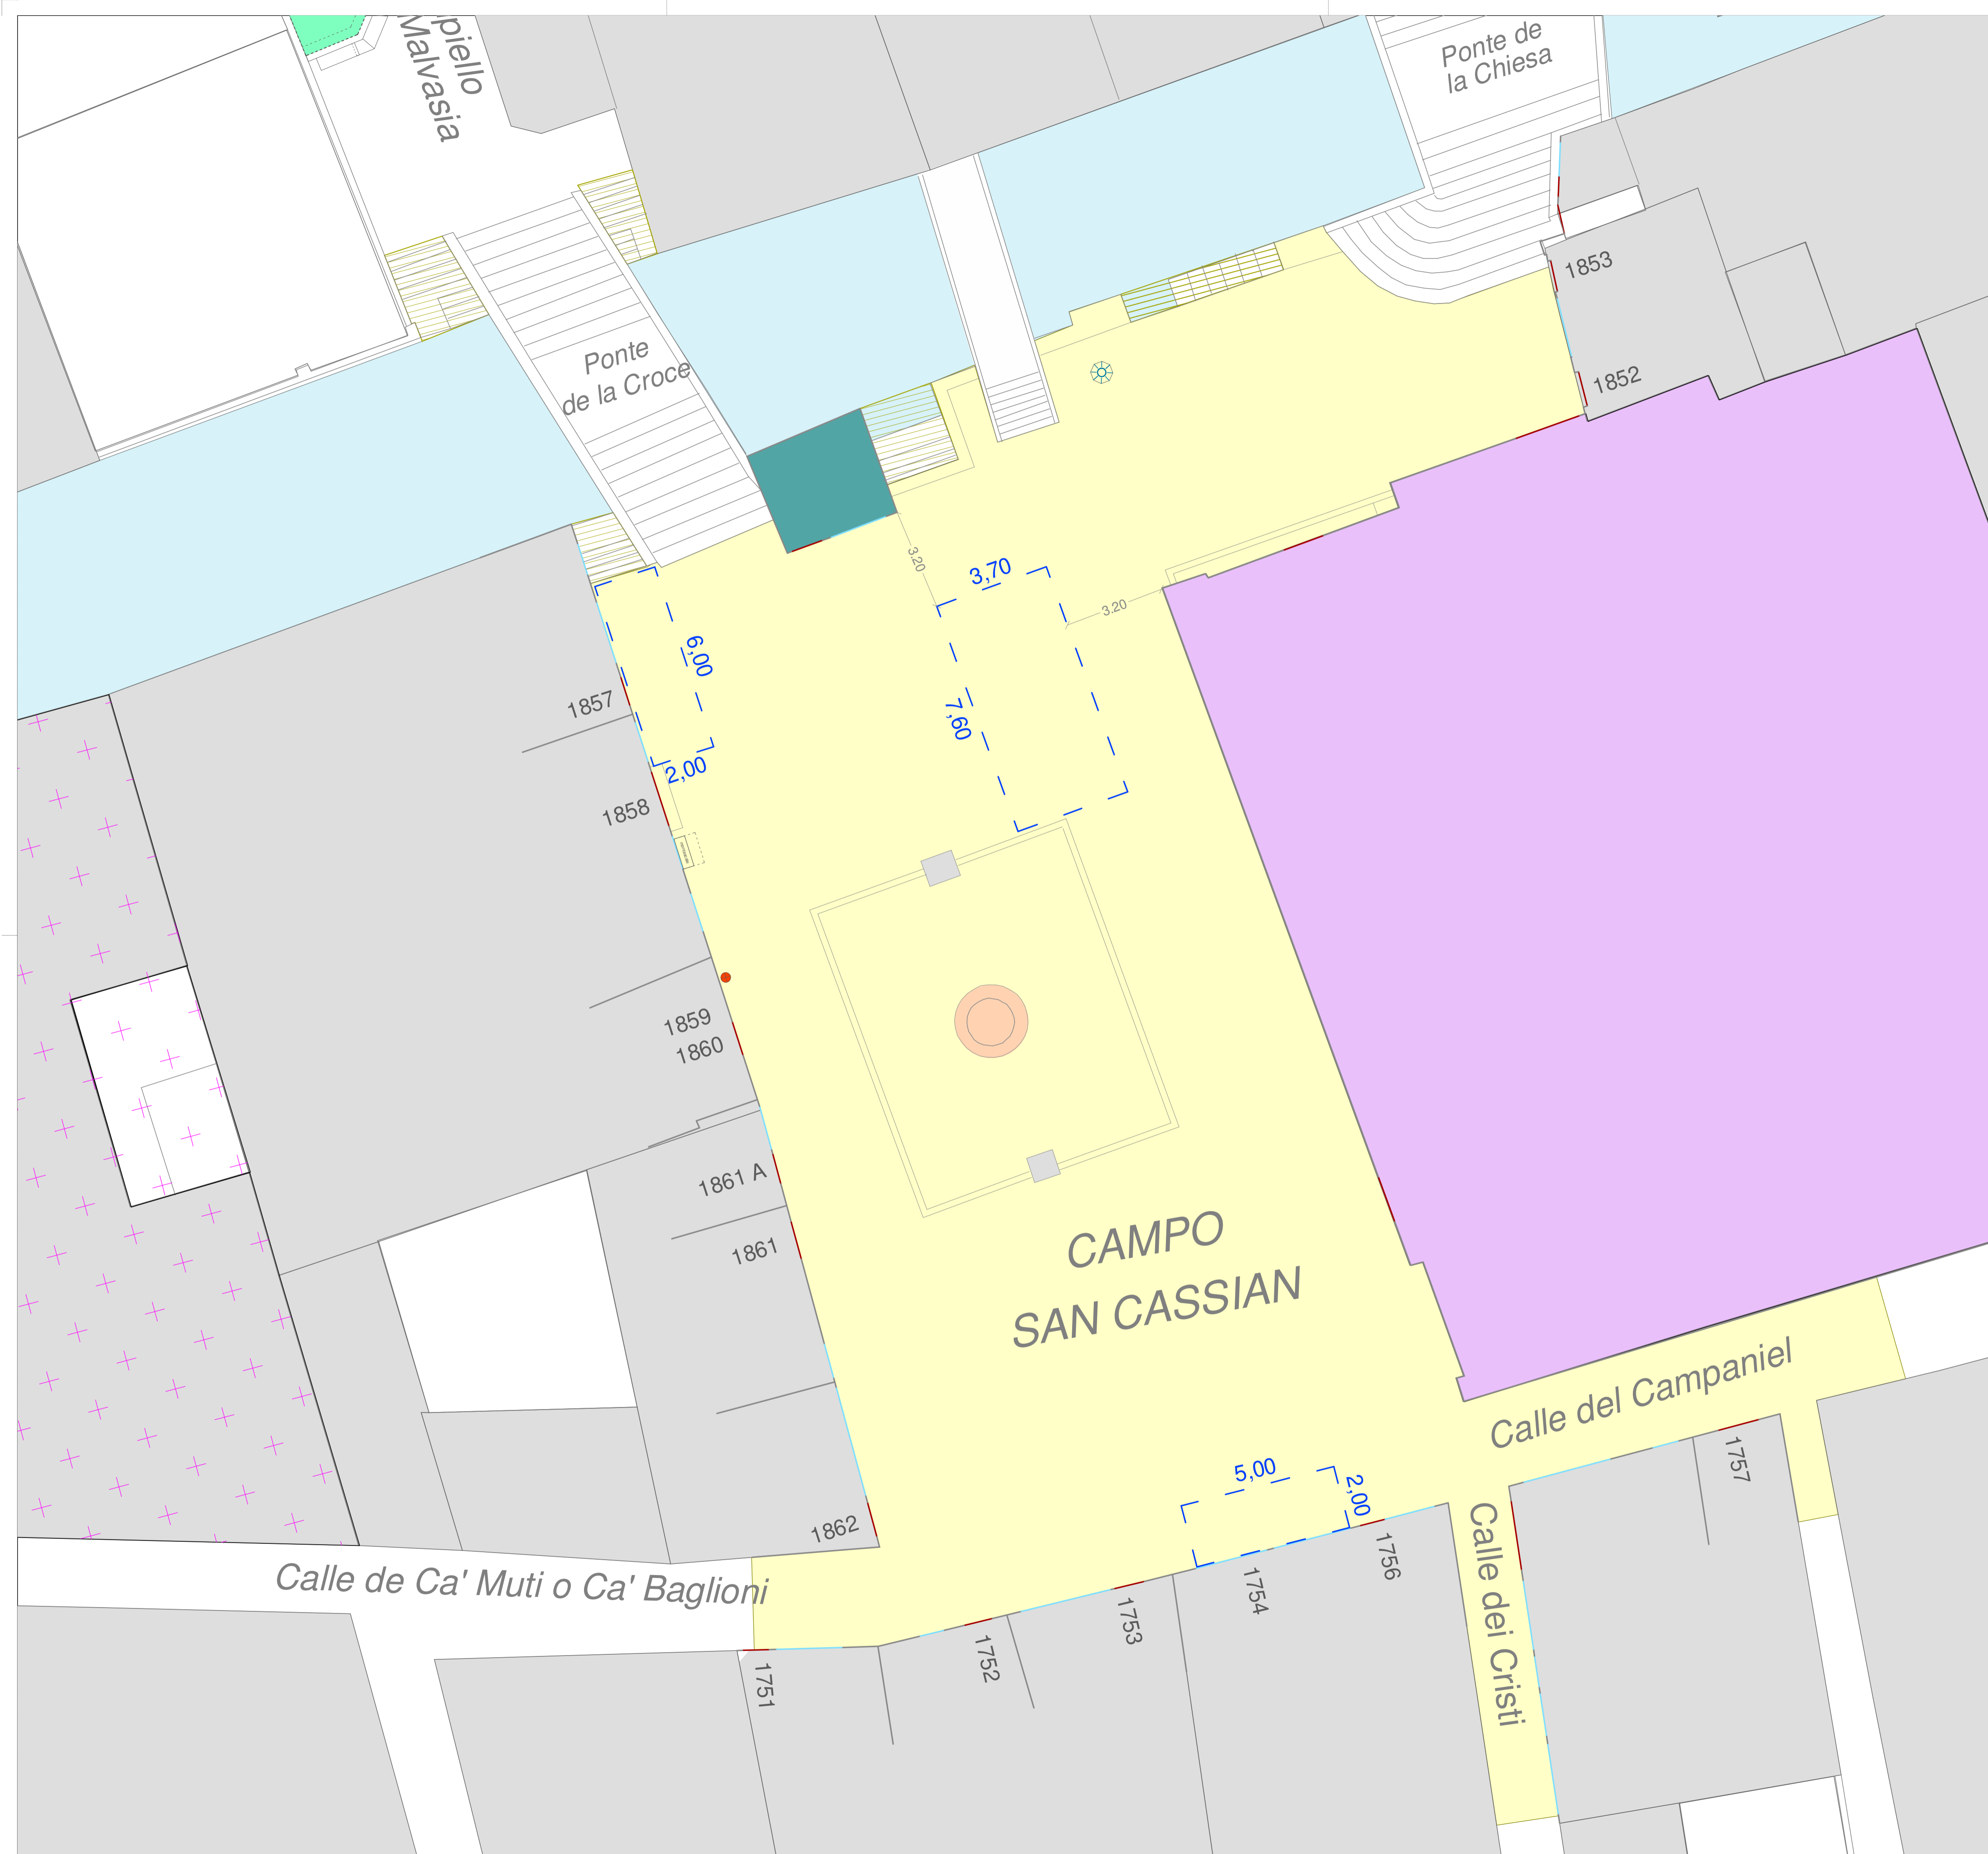 piello
Malvasia
Ponte de
la Chiesa
1853
1852
Ponte
de la Croce
3.20
3,70
3.20
6,00
7,60
2,00
1857
1858
1859
1860
1861 A
1861
CAMPO
SAN CASSIAN
Calle del Campaniel
1757
5,00
2,00
1862
1756
1754
1753
1752
1751
Calle de Ca' Muti o Ca' Baglioni
Calle dei Cristi